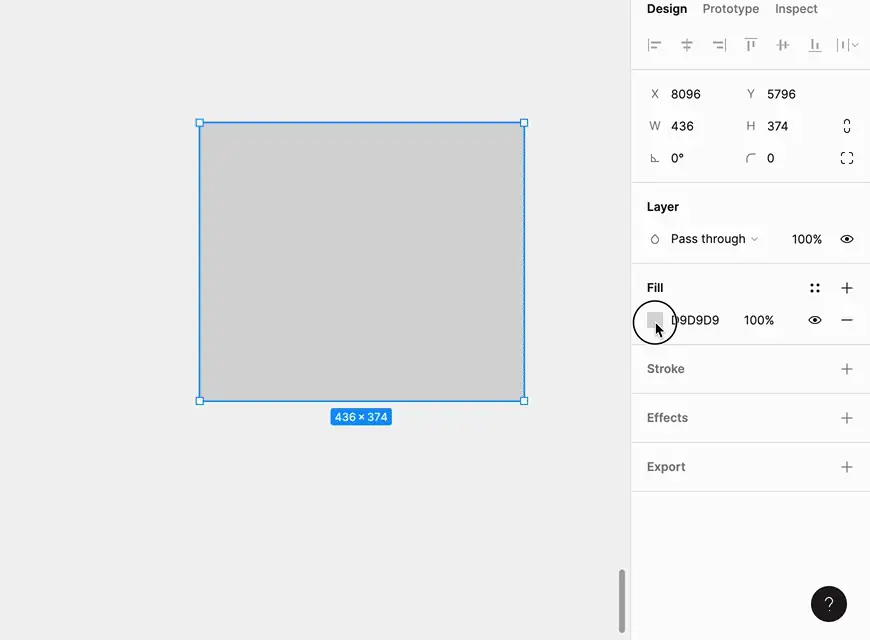 Design Prototype Inspect
X 8096 Y 5796
W 436 H 374
0° 0
Layer
Pass through 100%
Fill
D9D9D9 100%
Stroke
436 × 374
Effects
Export
?